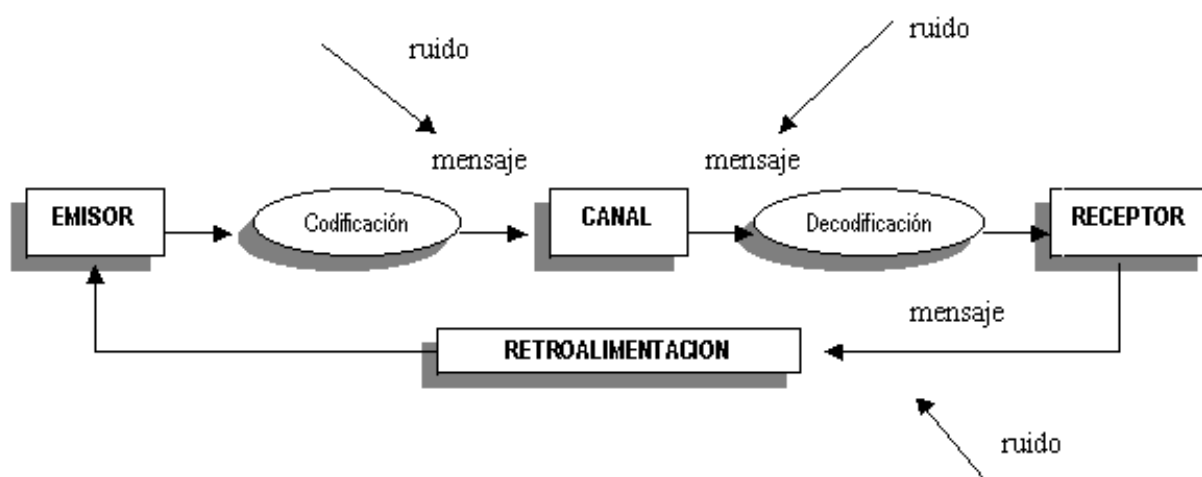 ruido
ruido
mensaje
mensaje
EMISOR
Codificación
CANAL
Decodificación
RECEPTOR
mensaje
RETROALIMENTACION
ruido